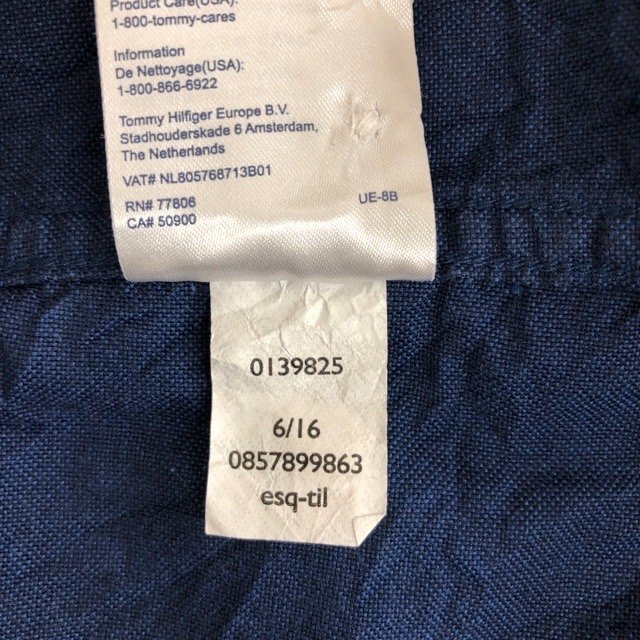 Product Care(USA):
1-800-tommy-cares
Information
De Nettoyage(USA):
1-800-866-6922
Tommy Hilfiger Europe B.V.
Stadhouderskade 6 Amsterdam,
The Netherlands
VAT# NL805768713B01
RN# 77806
CA# 50900
UE-8B
0139825
6/16
0857899863
esq-til